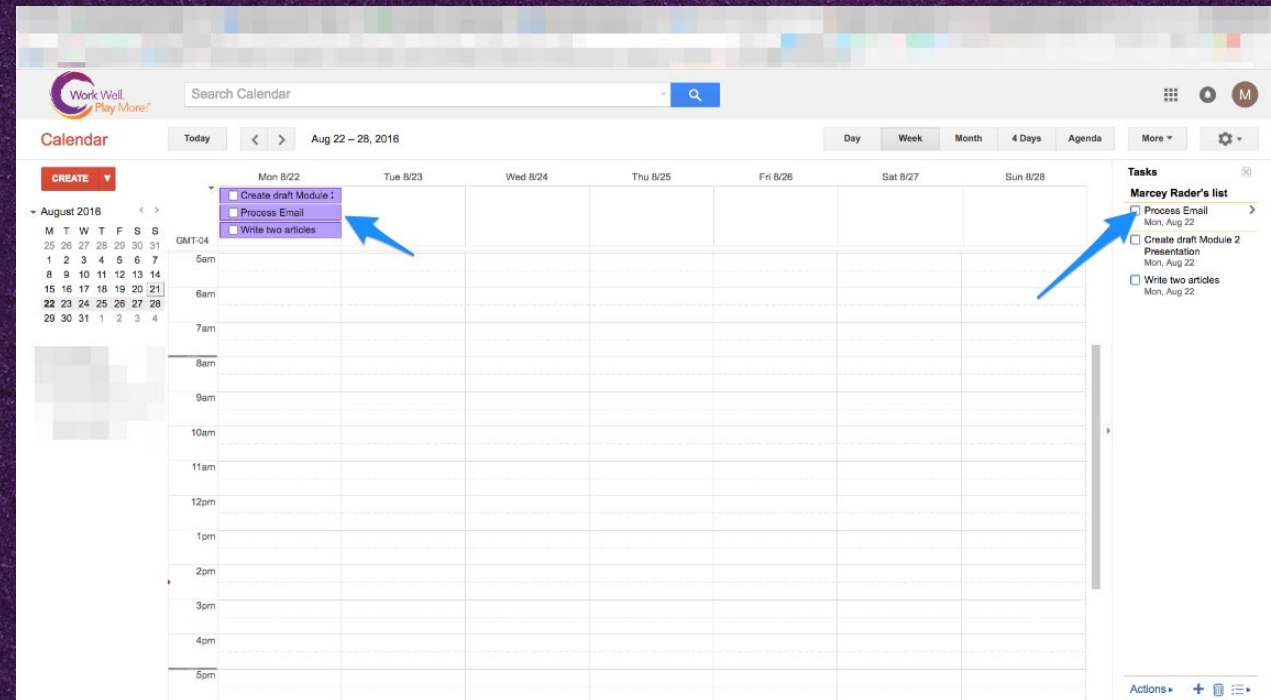 Work Well.
Play More!™
Search Calendar
M
Calendar
Today
Aug 22 – 28, 2016
Day Week Month 4 Days Agenda
More
CREATE
August 2016
M T W T F S S
25 26 27 28 29 30 31
1 2 3 4 5 6 7
8 9 10 11 12 13 14
15 16 17 18 19 20 21
22 23 24 25 26 27 28
29 30 31 1 2 3 4
Mon 8/22 Tue 8/23 Wed 8/24 Thu 8/25 Fri 8/26 Sat 8/27 Sun 8/28
Create draft Module
Process Email
Write two articles
GMT-04
5am
6am
7am
8am
9am
10am
11am
12pm
1pm
2pm
3pm
4pm
5pm
Tasks
Marcey Rader's list
Process Email
Mon, Aug 22
Create draft Module 2
Presentation
Mon, Aug 22
Write two articles
Mon, Aug 22
Actions